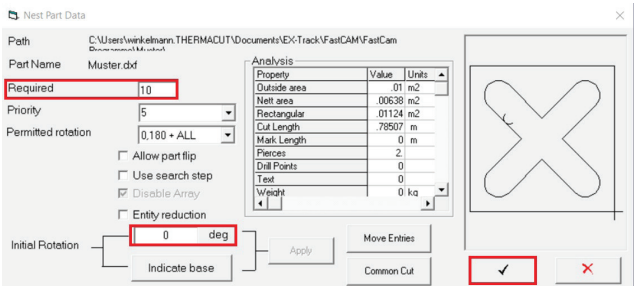 Nest Part Data
Path
C:\Users\winkelmann.THERMACUT\Documents\EX-Track\FastCAM\FastCam
Programme\Muster\
Part Name Muster.dxf
Required 10
Priority 5
Permitted rotation 0,180 + ALL
Allow part flip
Use search step
Disable Array
Entity reduction
Initial Rotation
0 deg
Indicate base
Apply
Analysis
Property Value Units
Outside area .01 m2
Nett area .00638 m2
Rectangular .01124 m2
Cut Length .78507 m
Mark Length 0 m
Pierces 2.
Drill Points 0
Text 0
Weight 0 kg
Move Entries
Common Cut